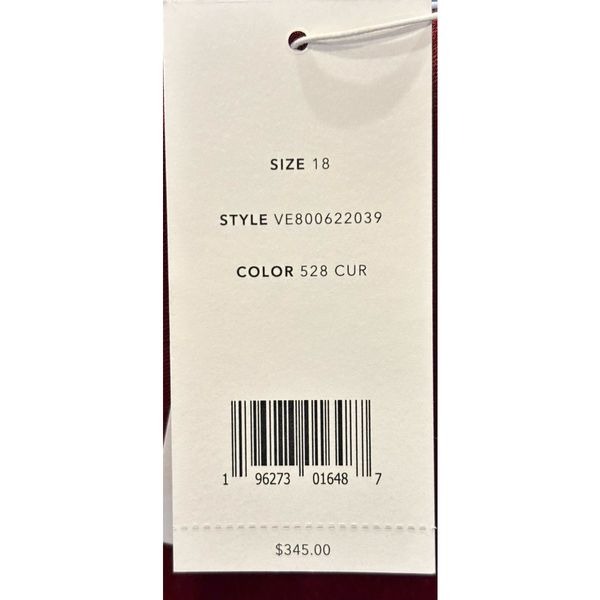 SIZE 18
STYLE VE800622039
COLOR 528 CUR
1 96273 01648 7
$345.00